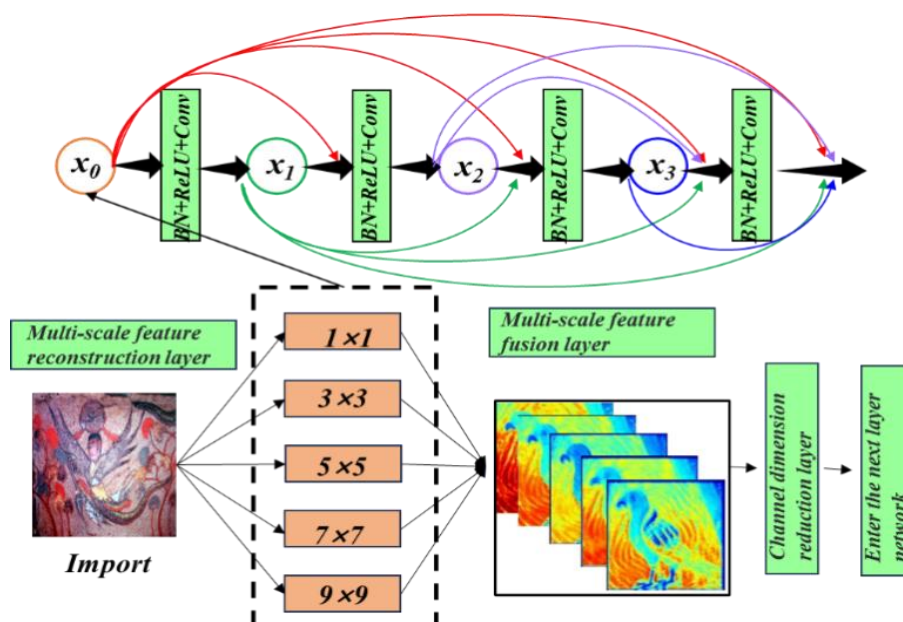 x0
BN+ReLU+Conv
x1
BN+ReLU+Conv
x2
BN+ReLU+Conv
x3
BN+ReLU+Conv
Multi-scale feature
reconstruction layer
Import
1×1
3×3
5×5
7×7
9×9
Multi-scale feature
fusion layer
Channel dimension
reduction layer
Enter the next layer
network